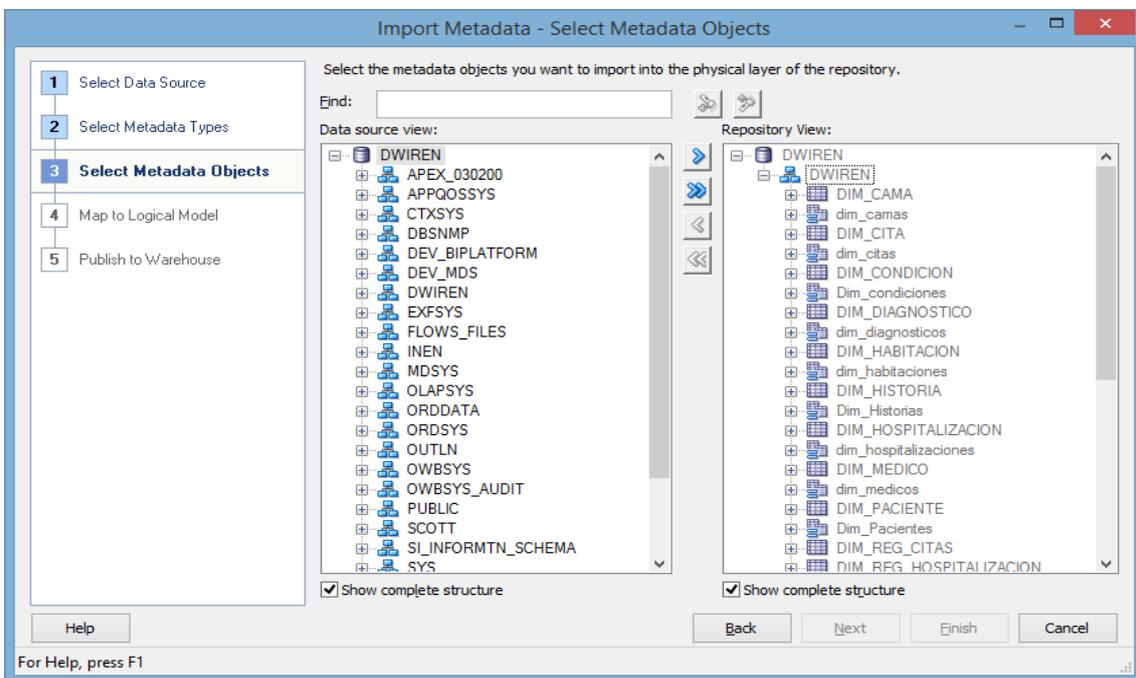 Import Metadata - Select Metadata Objects
1 Select Data Source
2 Select Metadata Types
3 Select Metadata Objects
4 Map to Logical Model
5 Publish to Warehouse
Select the metadata objects you want to import into the physical layer of the repository.
Find:
Data source view:
DWIREN
APEX_030200
APPQOSSYS
CTXSYS
DBSNMP
DEV_BIPLATFORM
DEV_MDS
DWIREN
EXFSYS
FLOWS_FILES
INEN
MDSYS
OLAPSYS
ORDDATA
ORDSYS
OUTLN
OWBSYS
OWBSYS_AUDIT
PUBLIC
SCOTT
SI_INFORMTN_SCHEMA
SYS
Show complete structure
Repository View:
DWIREN
DWIREN
DIM_CAMA
dim_camas
DIM_CITA
dim_citas
DIM_CONDICION
Dim_condiciones
DIM_DIAGNOSTICO
dim_diagnosticos
DIM_HABITACION
dim_habitaciones
DIM_HISTORIA
Dim_Historias
DIM_HOSPITALIZACION
dim_hospitalizaciones
DIM_MEDICO
dim_medicos
DIM_PACIENTE
Dim_Pacientes
DIM_REG_CITAS
DIM_REG_HOSPITALIZACION
Show complete structure
Help
Back
Next
Finish
Cancel
For Help, press F1